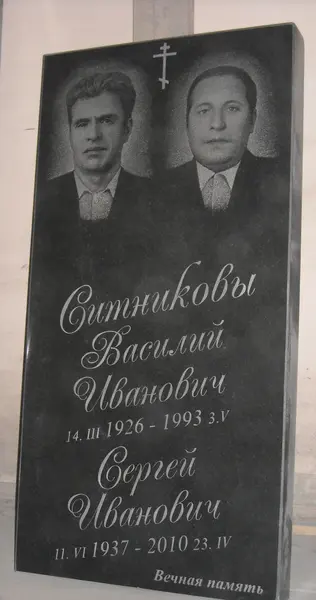 Ситниковы
Василий
Иванович
14. III 1926 - 1993 3.V
Сергей
Иванович
11. VI 1937 - 2010 23. IV
Вечная память